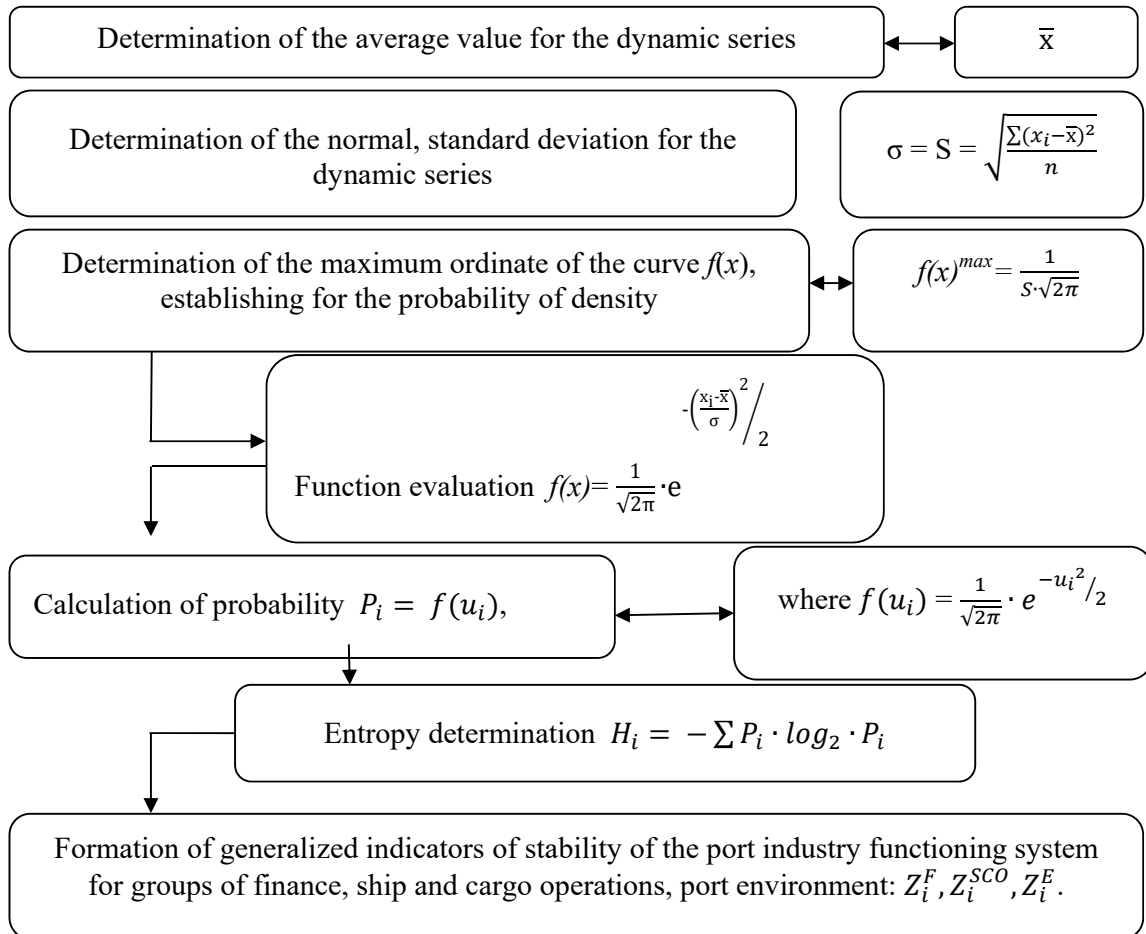 Determination of the average value for the dynamic series
x̅
Determination of the normal, standard deviation for the
dynamic series
σ = S = √(∑(xᵢ−x̅)²/n)
Determination of the maximum ordinate of the curve f(x),
establishing for the probability of density
f(x)ᵐᵃˣ= 1/(S·√2π)
Function evaluation f(x)= 1/√2π ·e^(-((xᵢ-x̅)/σ)²/2)
Calculation of probability Pᵢ = f(uᵢ),
where f(uᵢ) = 1/√2π · e^(−uᵢ²/2)
Entropy determination Hᵢ = − ∑ Pᵢ · log₂ · Pᵢ
Formation of generalized indicators of stability of the port industry functioning system
for groups of finance, ship and cargo operations, port environment: Zᵢ^F, Zᵢ^SCO, Zᵢ^E.